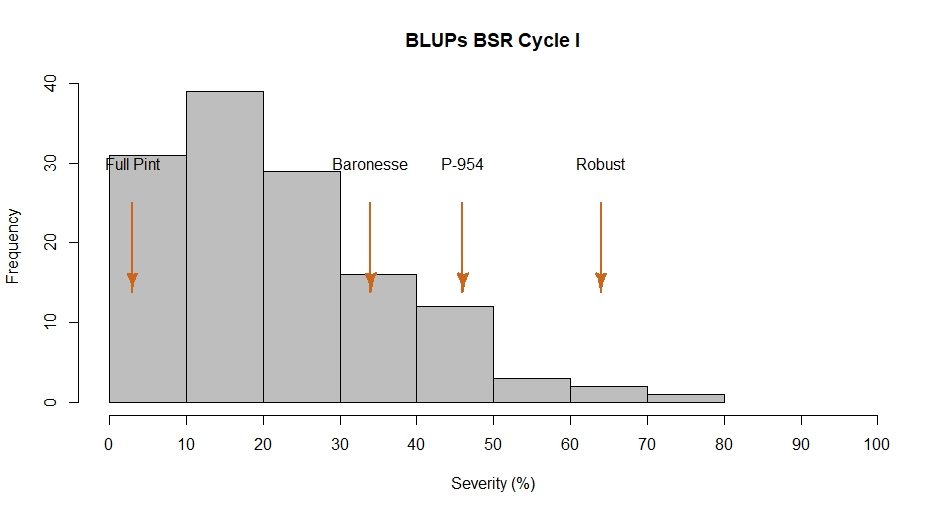 BLUPs BSR Cycle I
40
30
20
10
0
Frequency
Full Pint
Baronesse
P-954
Robust
0 10 20 30 40 50 60 70 80 90 100
Severity (%)